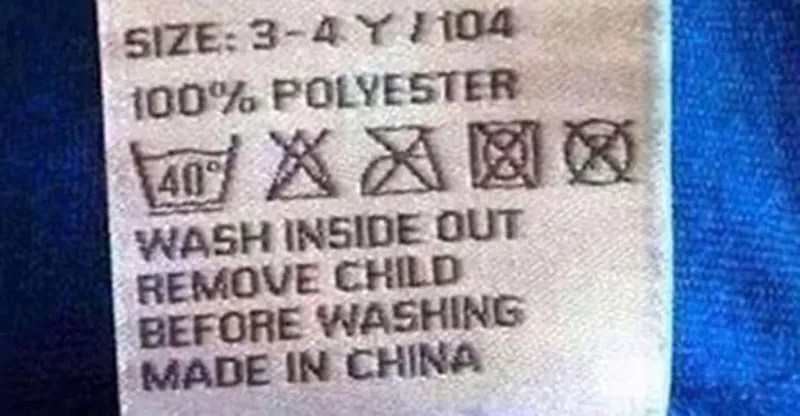 SIZE: 3-4 Y / 104
100% POLYESTER
40°
WASH INSIDE OUT
REMOVE CHILD
BEFORE WASHING
MADE IN CHINA